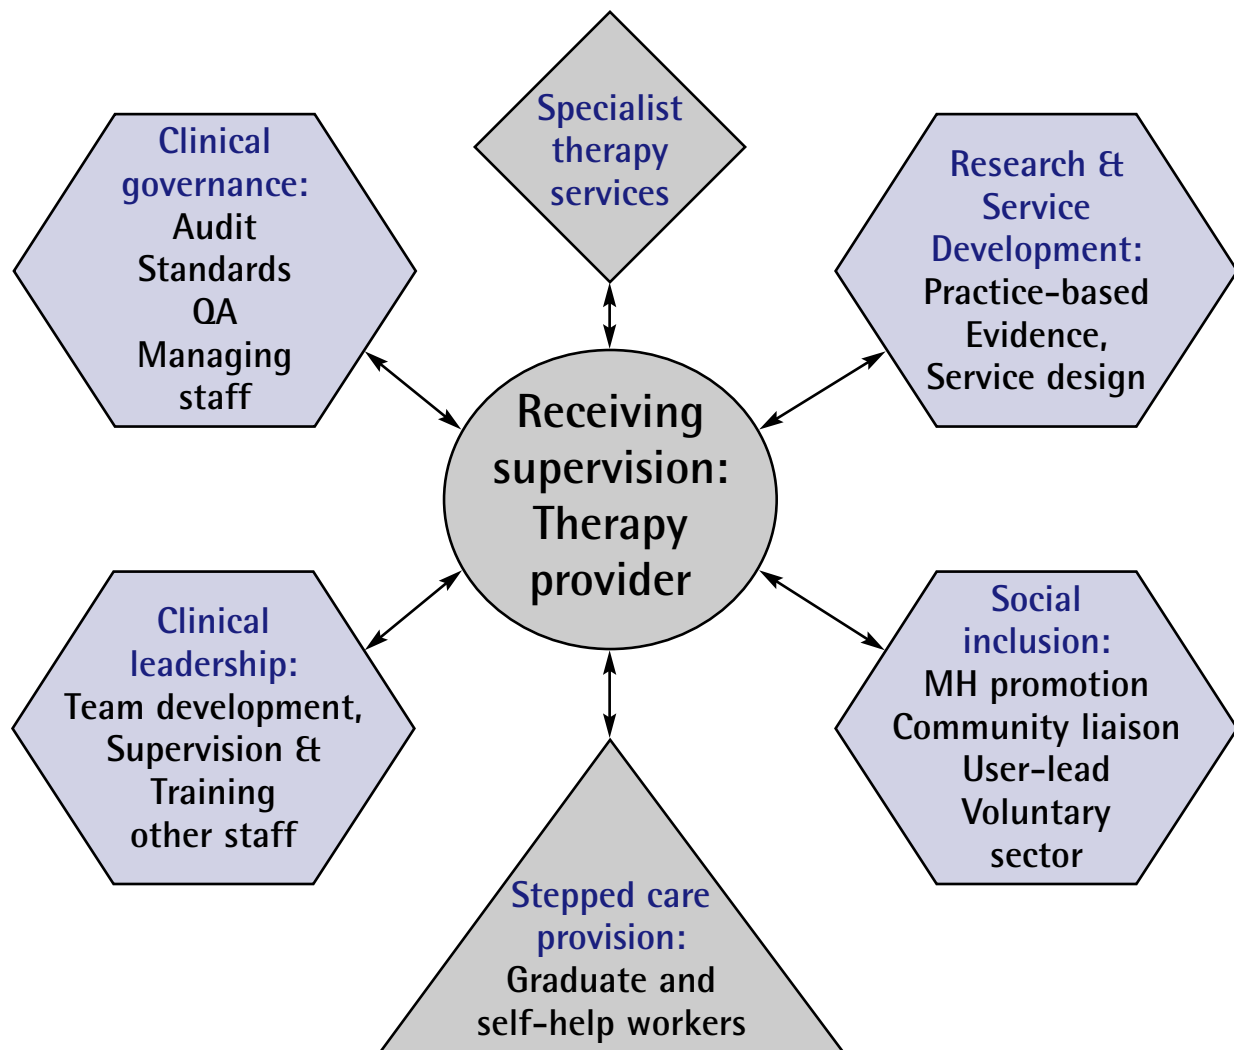 Specialist
therapy
services
Clinical
governance:
Audit
Standards
QA
Managing
staff
Research &
Service
Development:
Practice-based
Evidence,
Service design
Receiving
supervision:
Therapy
provider
Clinical
leadership:
Team development,
Supervision &
Training
other staff
Social
inclusion:
MH promotion
Community liaison
User-lead
Voluntary
sector
Stepped care
provision:
Graduate and
self-help workers